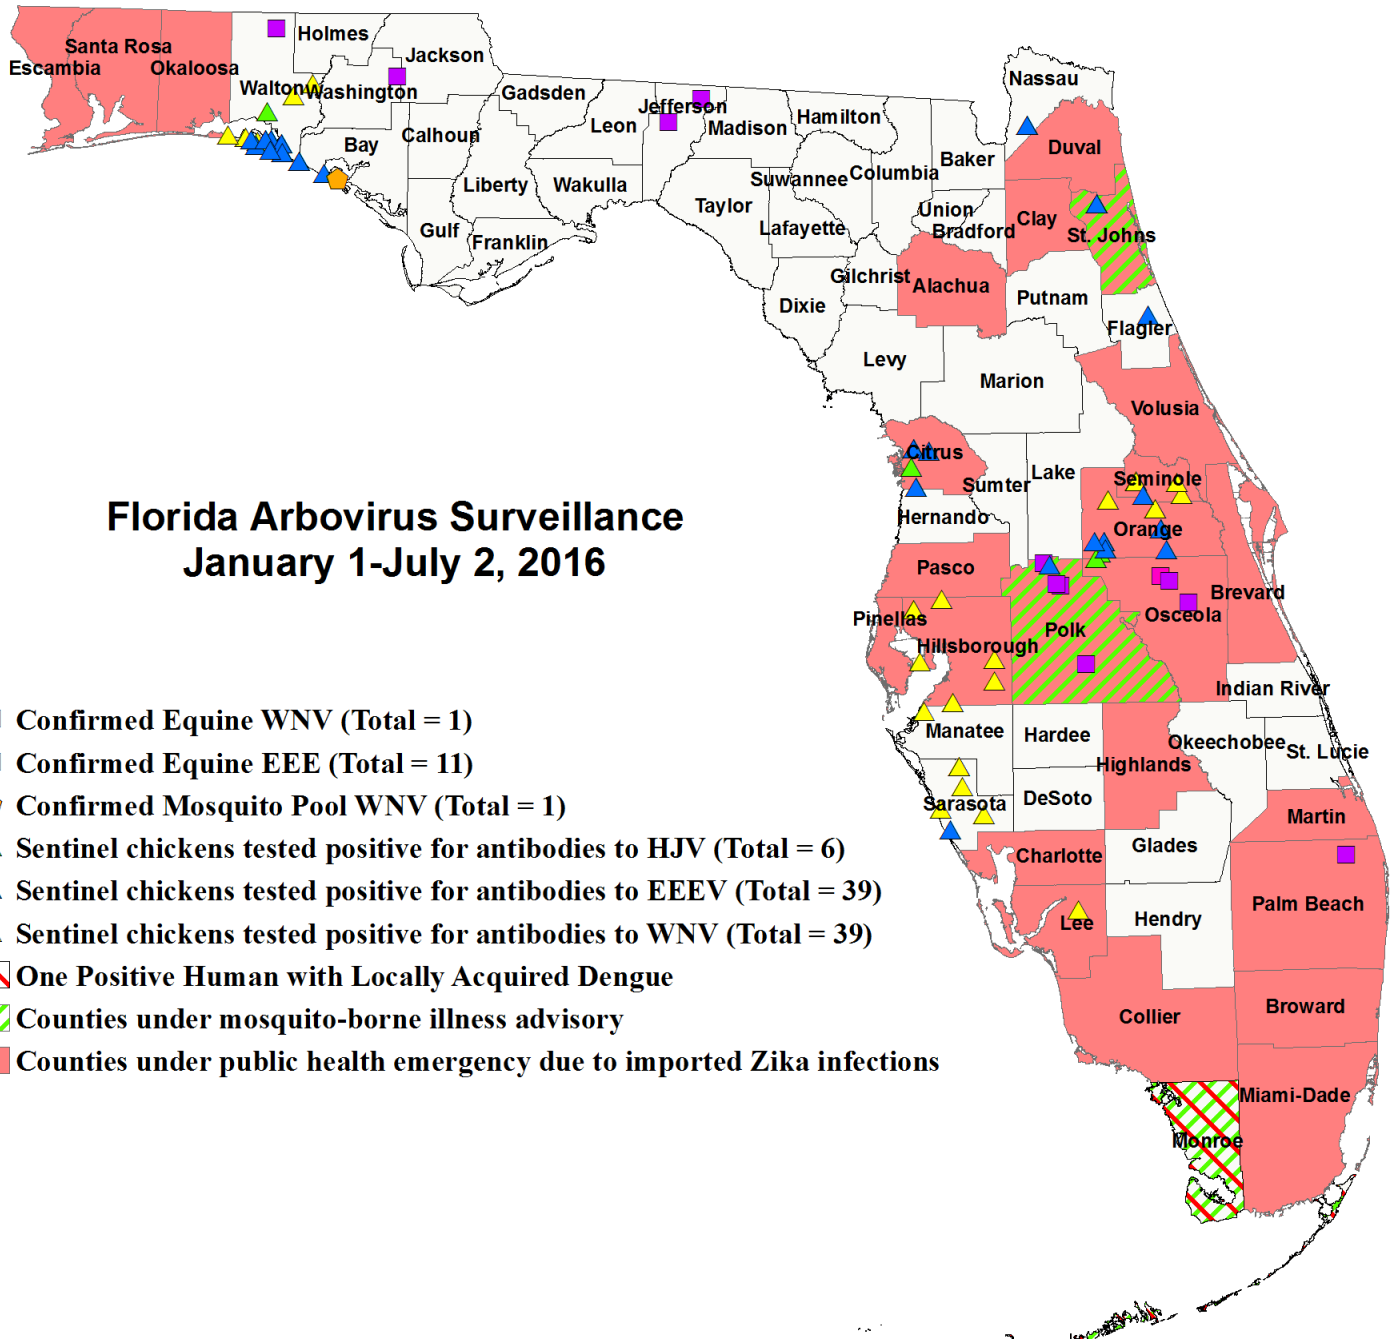 Holmes
Jackson
Santa Rosa
Escambia
Okaloosa
Walton
Washington
Gadsden
Jefferson
Nassau
Leon
Madison
Hamilton
Bay
Calhoun
Duval
Baker
Columbia
Suwannee
Liberty
Wakulla
Taylor
Union
Bradford
Clay
St. Johns
Lafayette
Gulf
Franklin
Gilchrist
Alachua
Dixie
Putnam
Flagler
Levy
Marion
Volusia
Citrus
Lake
Sumter
Seminole
Florida Arbovirus Surveillance
January 1-July 2, 2016
Hernando
Orange
Pasco
Brevard
Pinellas
Osceola
Polk
Hillsborough
Indian River
Manatee
Hardee
Okeechobee
St. Lucie
Highlands
Sarasota
DeSoto
Martin
Charlotte
Glades
Palm Beach
Lee
Hendry
Collier
Broward
Miami-Dade
Monroe
Confirmed Equine WNV (Total = 1)
Confirmed Equine EEE (Total = 11)
Confirmed Mosquito Pool WNV (Total = 1)
Sentinel chickens tested positive for antibodies to HJV (Total = 6)
Sentinel chickens tested positive for antibodies to EEEV (Total = 39)
Sentinel chickens tested positive for antibodies to WNV (Total = 39)
One Positive Human with Locally Acquired Dengue
Counties under mosquito-borne illness advisory
Counties under public health emergency due to imported Zika infections